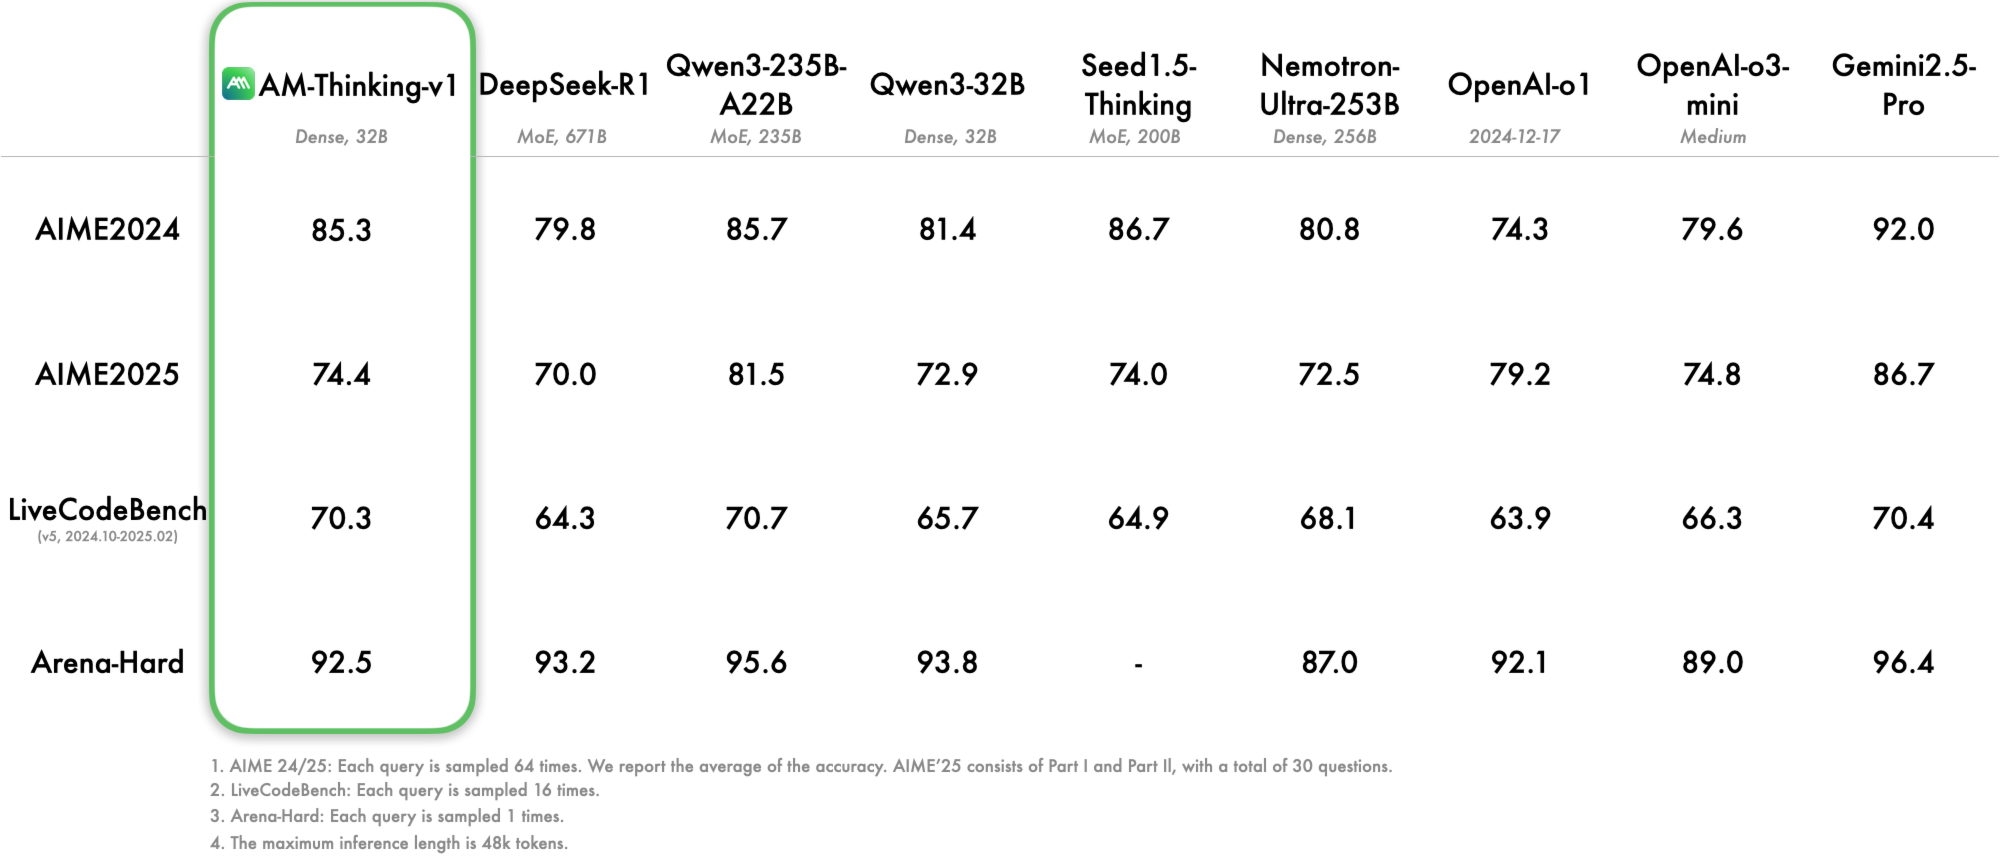 AM AM-Thinking-v1 DeepSeek-R1 Qwen3-235B-A22B Qwen3-32B Seed1.5-Thinking Nemotron-Ultra-253B OpenAI-o1 OpenAI-o3-mini Gemini2.5-Pro
Dense, 32B MoE, 671B MoE, 235B Dense, 32B MoE, 200B Dense, 256B 2024-12-17 Medium
AIME2024 85.3 79.8 85.7 81.4 86.7 80.8 74.3 79.6 92.0
AIME2025 74.4 70.0 81.5 72.9 74.0 72.5 79.2 74.8 86.7
LiveCodeBench 70.3 64.3 70.7 65.7 64.9 68.1 63.9 66.3 70.4
(v5, 2024.10-2025.02)
Arena-Hard 92.5 93.2 95.6 93.8 - 87.0 92.1 89.0 96.4
1. AIME 24/25: Each query is sampled 64 times. We report the average of the accuracy. AIME'25 consists of Part I and Part II, with a total of 30 questions.
2. LiveCodeBench: Each query is sampled 16 times.
3. Arena-Hard: Each query is sampled 1 times.
4. The maximum inference length is 48k tokens.